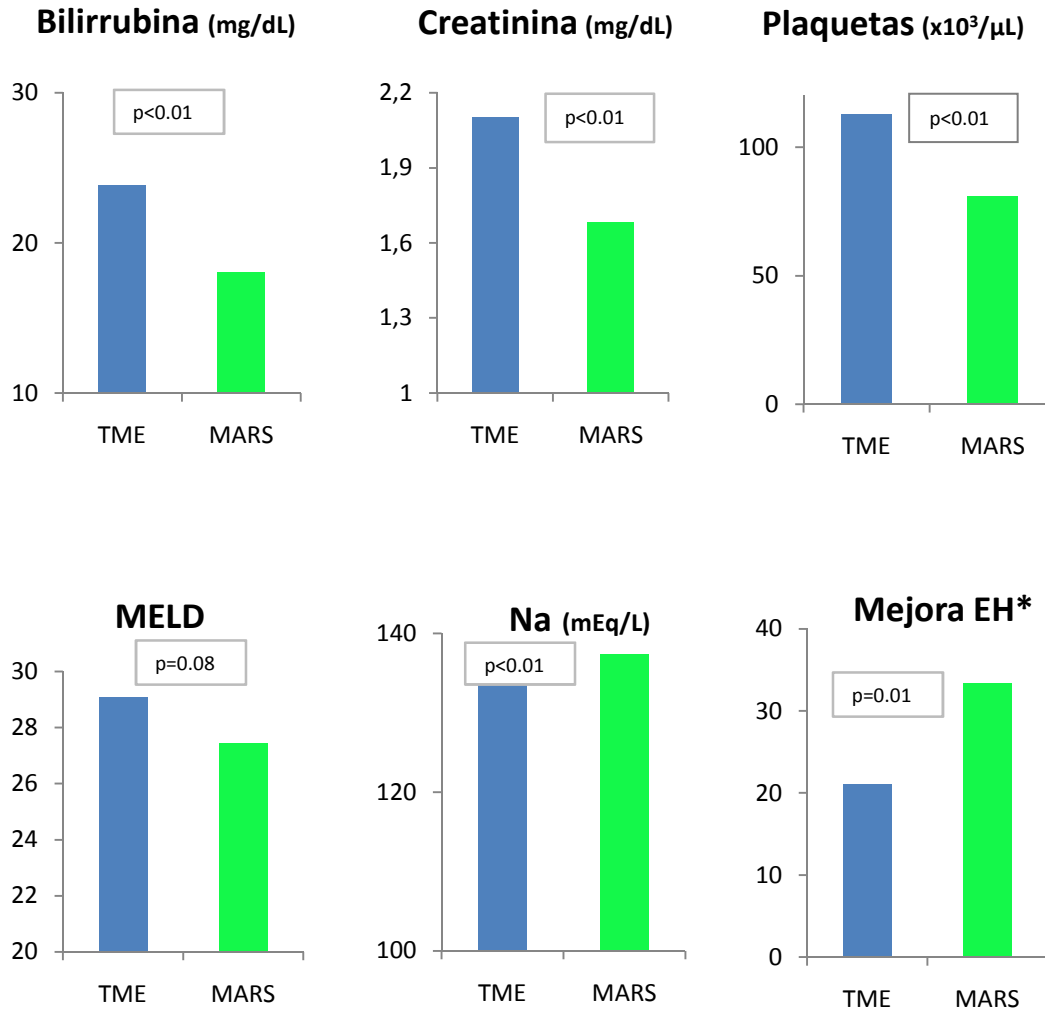 Bilirrubina (mg/dL)
30
20
10
p<0.01
TME MARS
Creatinina (mg/dL)
2,2
1,9
1,6
1,3
1
p<0.01
TME MARS
Plaquetas (x10³/µL)
100
50
0
p<0.01
TME MARS
MELD
30
28
26
24
22
20
p=0.08
TME MARS
Na (mEq/L)
140
120
100
p<0.01
TME MARS
Mejora EH*
40
30
20
10
0
p=0.01
TME MARS